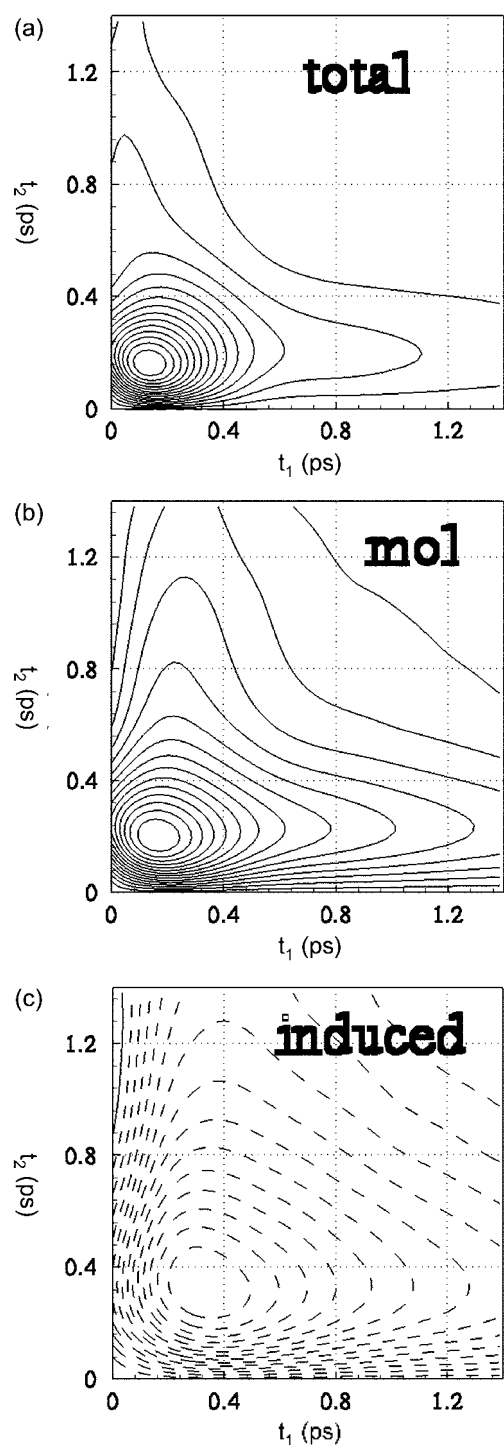 (a)
total
1.2
0.8
0.4
0
t₂ (ps)
0 0.4 0.8 1.2
t₁ (ps)
(b)
mol
1.2
0.8
0.4
0
t₂ (ps)
0 0.4 0.8 1.2
t₁ (ps)
(c)
induced
1.2
0.8
0.4
0
t₂ (ps)
0 0.4 0.8 1.2
t₁ (ps)